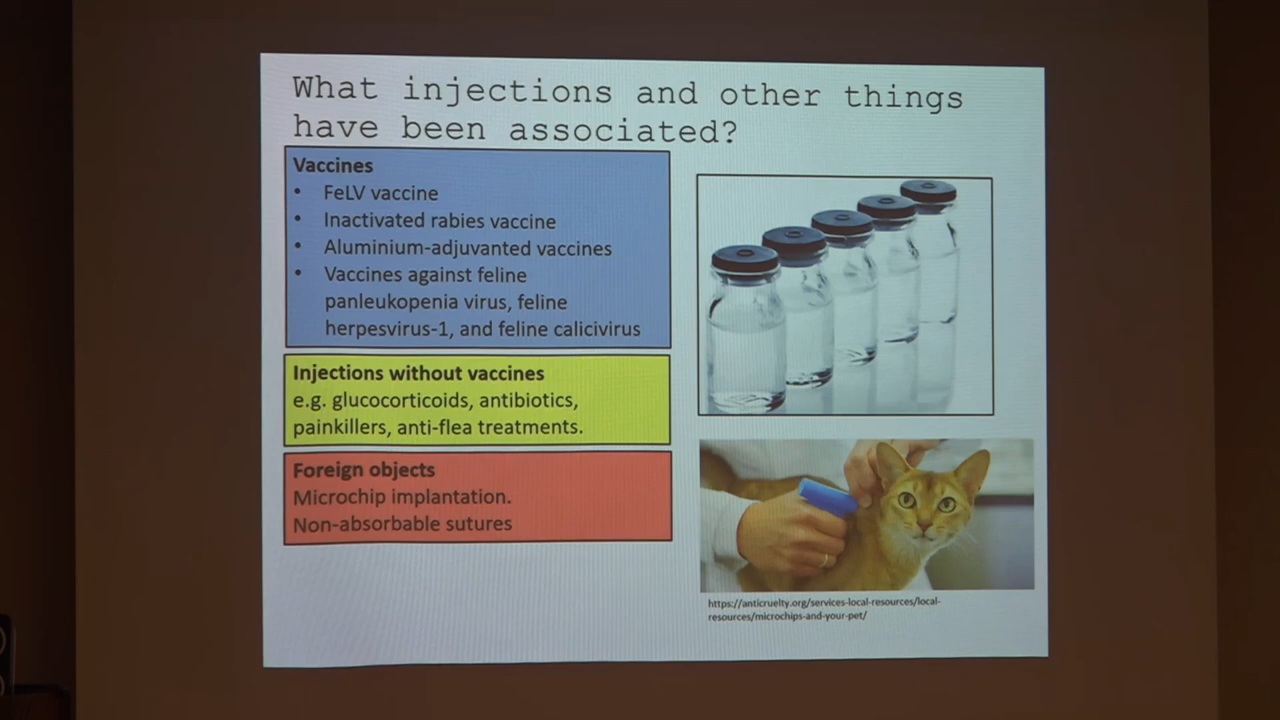 What injections and other things
have been associated?
Vaccines
• FeLV vaccine
• Inactivated rabies vaccine
• Aluminium-adjuvanted vaccines
• Vaccines against feline
panleukopenia virus, feline
herpesvirus-1, and feline calicivirus
Injections without vaccines
e.g. glucocorticoids, antibiotics,
painkillers, anti-flea treatments.
Foreign objects
Microchip implantation.
Non-absorbable sutures
https://anticruelty.org/services-local-resources/local-
resources/microchips-and-your-pet/